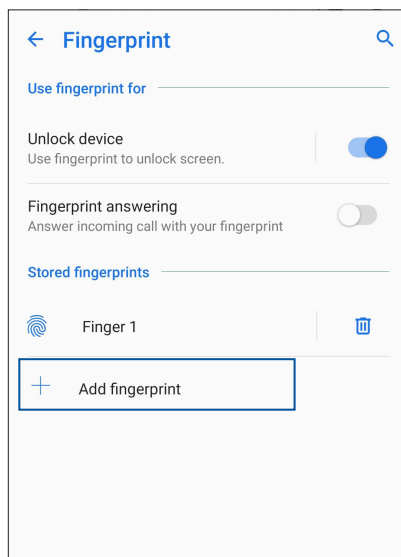 Fingerprint
Use fingerprint for
Unlock device
Use fingerprint to unlock screen.
Fingerprint answering
Answer incoming call with your fingerprint
Stored fingerprints
Finger 1
Add fingerprint